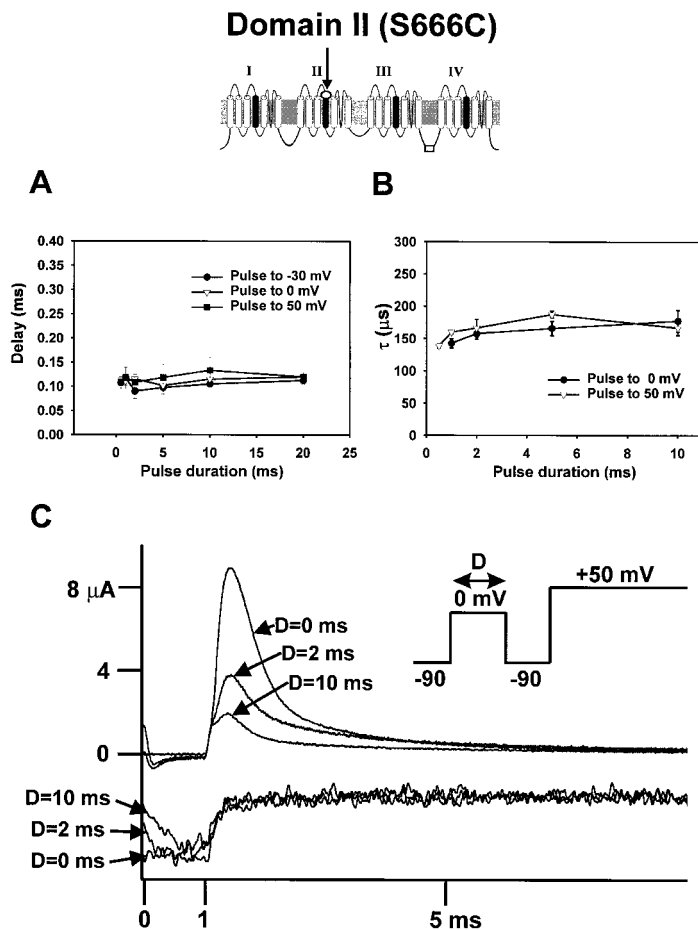 Domain II (S666C)
I II III IV
A
0.40
0.35
0.30
0.25
0.20
0.15
0.10
0.05
0.00
Delay (ms)
Pulse to -30 mV
Pulse to 0 mV
Pulse to 50 mV
0 5 10 15 20 25
Pulse duration (ms)
B
300
250
200
150
100
50
0
τ (μs)
Pulse to 0 mV
Pulse to 50 mV
0 2 4 6 8 10
Pulse duration (ms)
C
8 μA
4
0
D=0 ms
D=2 ms
D=10 ms
D
0 mV
+50 mV
-90
-90
D=10 ms
D=2 ms
D=0 ms
0 1 5 ms